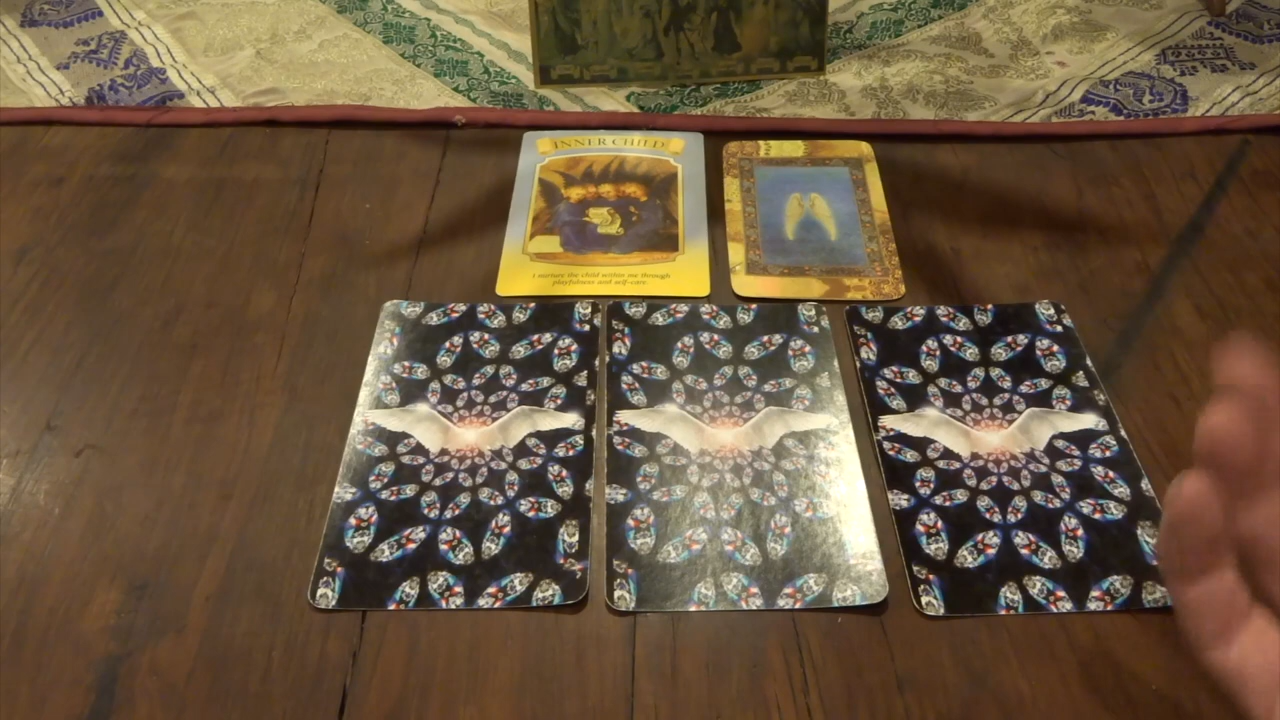 INNER CHILD
I nurture the child within me through
playfulness and self-care.